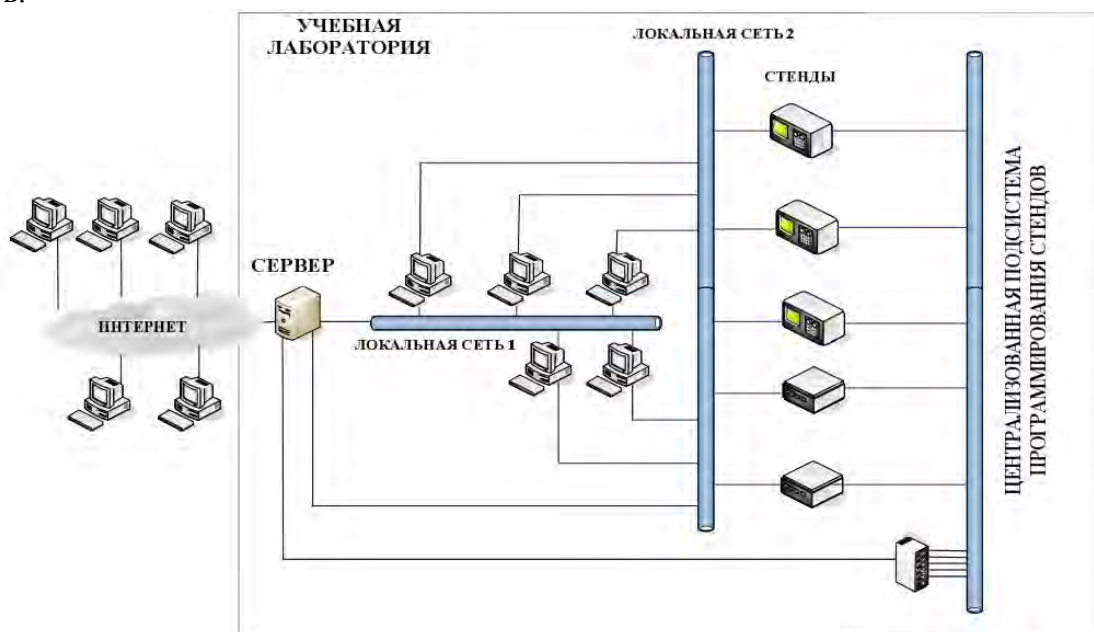 в.
УЧЕБНАЯ
ЛАБОРАТОРИЯ
ЛОКАЛЬНАЯ СЕТЬ 2
СТЕНДЫ
СЕРВЕР
ИНТЕРНЕТ
ЛОКАЛЬНАЯ СЕТЬ 1
ЦЕНТРАЛИЗОВАННАЯ ПОДСИСТЕМА
ПРОГРАММИРОВАНИЯ СТЕНДОВ